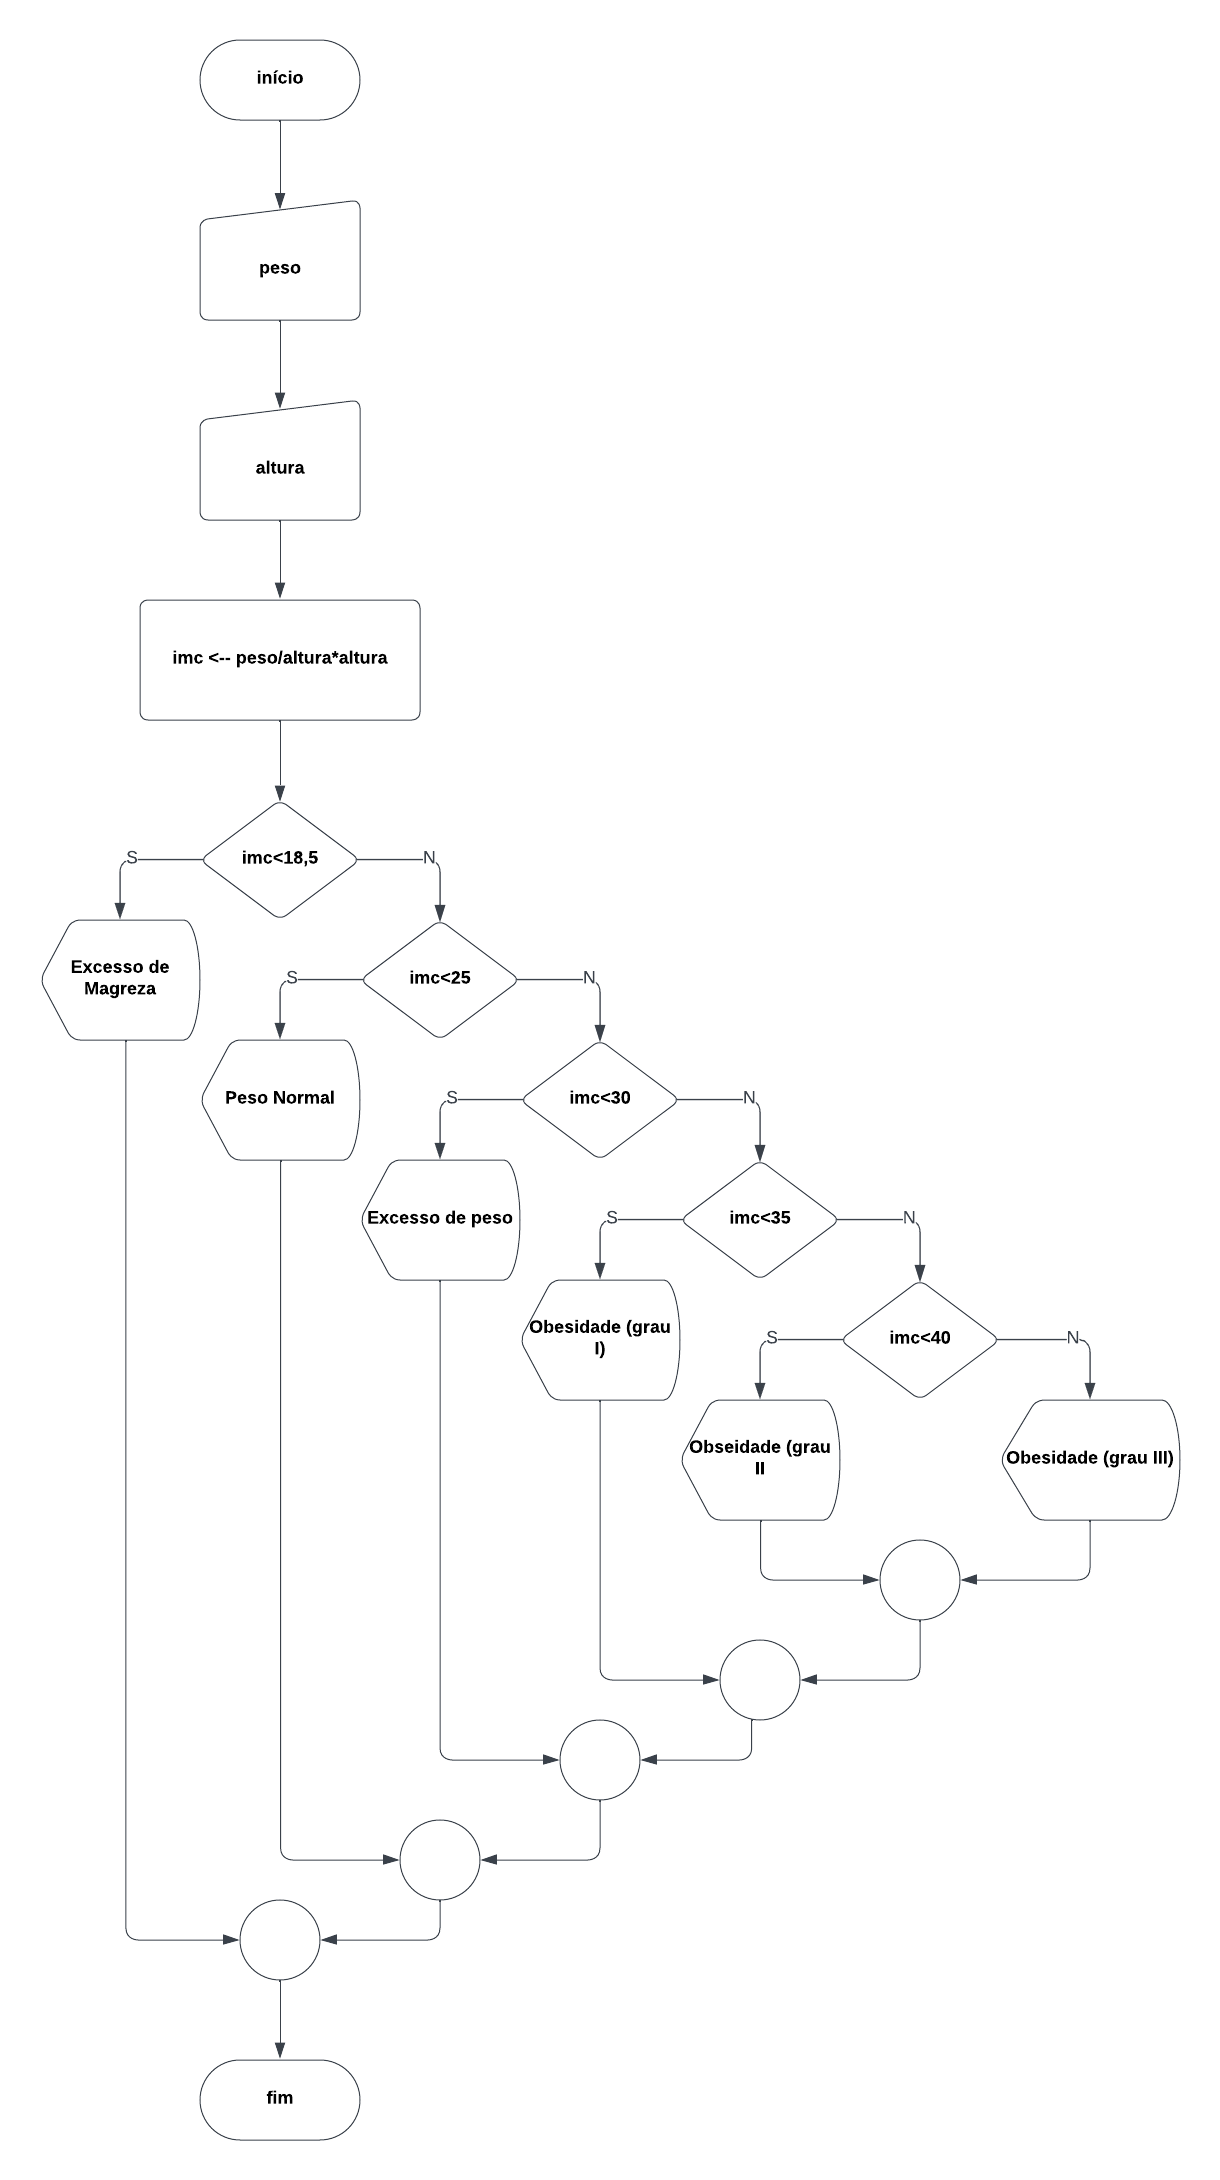 início
peso
altura
imc <-- peso/altura*altura
imc<18,5
S
N
Excesso de
Magreza
imc<25
S
N
Peso Normal
imc<30
S
N
Excesso de peso
imc<35
S
N
Obesidade (grau
I)
imc<40
S
N
Obseidade (grau
II
Obesidade (grau III)
fim